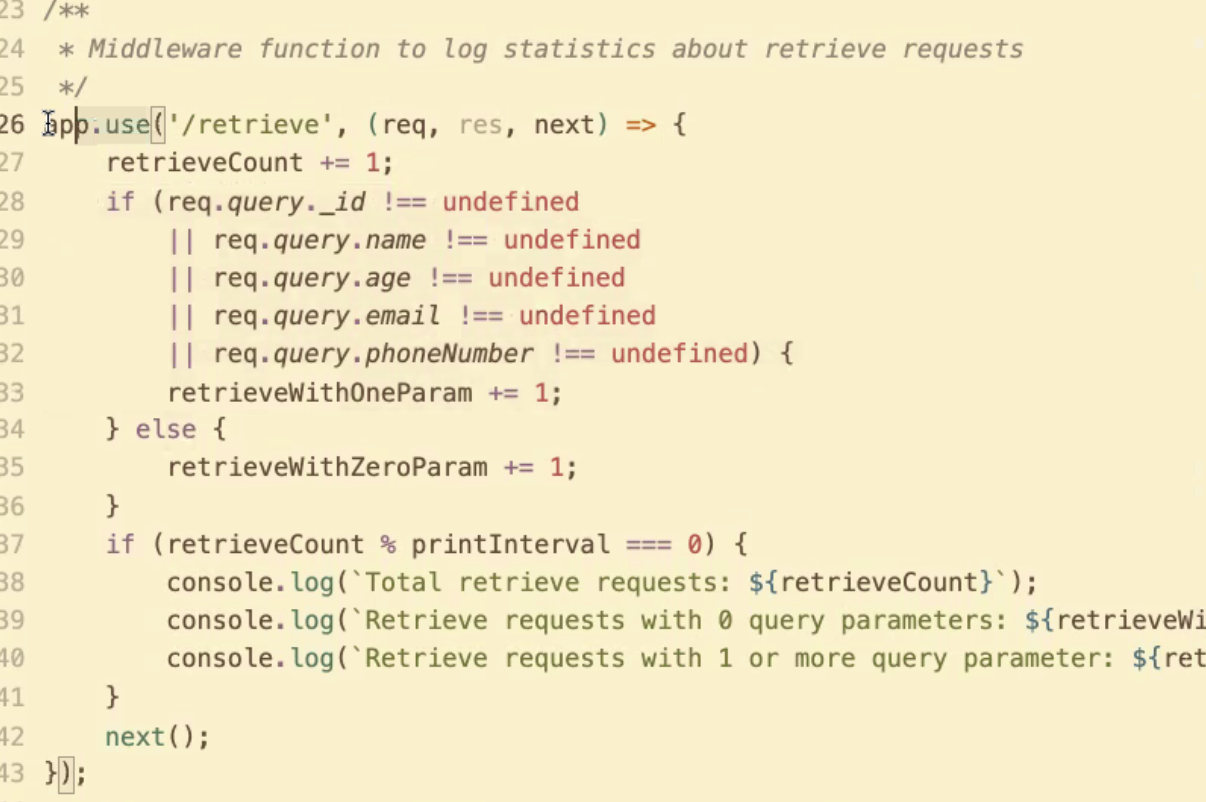 23 /**
24  * Middleware function to log statistics about retrieve requests
25  */
26 app.use('/retrieve', (req, res, next) => {
27     retrieveCount += 1;
28     if (req.query._id !== undefined
29         || req.query.name !== undefined
30         || req.query.age !== undefined
31         || req.query.email !== undefined
32         || req.query.phoneNumber !== undefined) {
33         retrieveWithOneParam += 1;
34     } else {
35         retrieveWithZeroParam += 1;
36     }
37     if (retrieveCount % printInterval === 0) {
38         console.log(`Total retrieve requests: ${retrieveCount}`);
39         console.log(`Retrieve requests with 0 query parameters: ${retrieveWi
40         console.log(`Retrieve requests with 1 or more query parameter: ${ret
41     }
42     next();
43 });